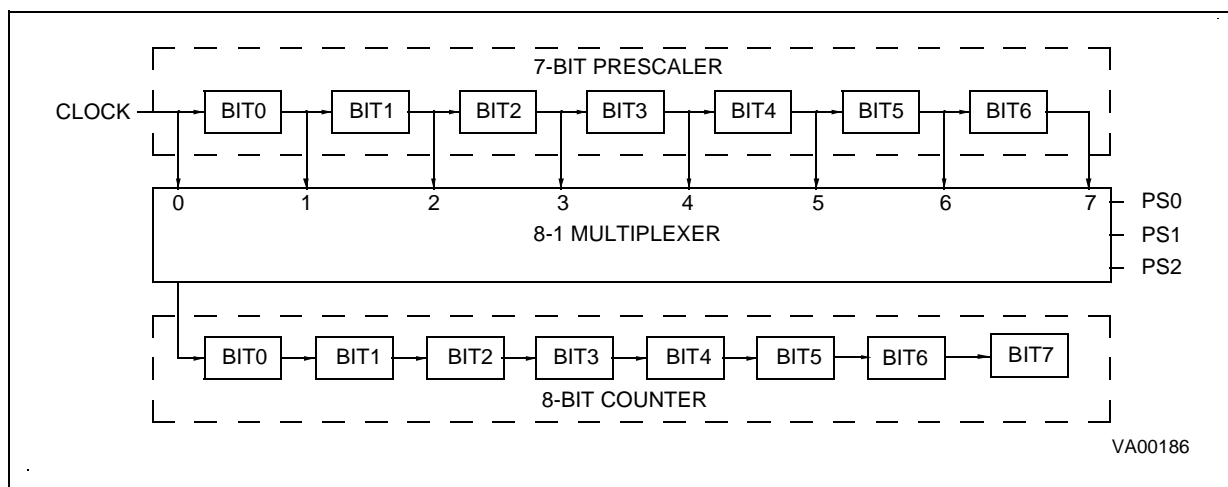 7-BIT PRESCALER
CLOCK BIT0 BIT1 BIT2 BIT3 BIT4 BIT5 BIT6
0 1 2 3 4 5 6 7 PS0
8-1 MULTIPLEXER PS1
PS2
BIT0 BIT1 BIT2 BIT3 BIT4 BIT5 BIT6 BIT7
8-BIT COUNTER
VA00186